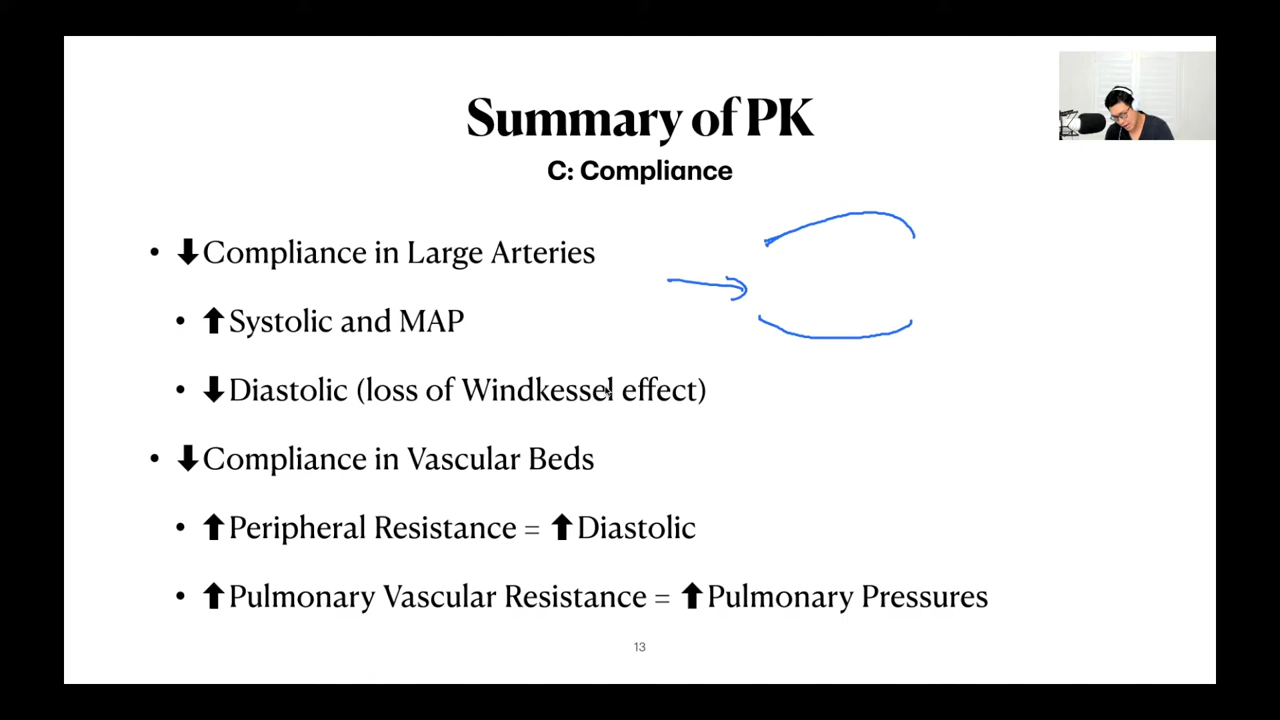 Summary of PK
C: Compliance
• ⬇Compliance in Large Arteries
• ⬆Systolic and MAP
• ⬇Diastolic (loss of Windkessel effect)
• ⬇Compliance in Vascular Beds
• ⬆Peripheral Resistance = ⬆Diastolic
• ⬆Pulmonary Vascular Resistance = ⬆Pulmonary Pressures
13